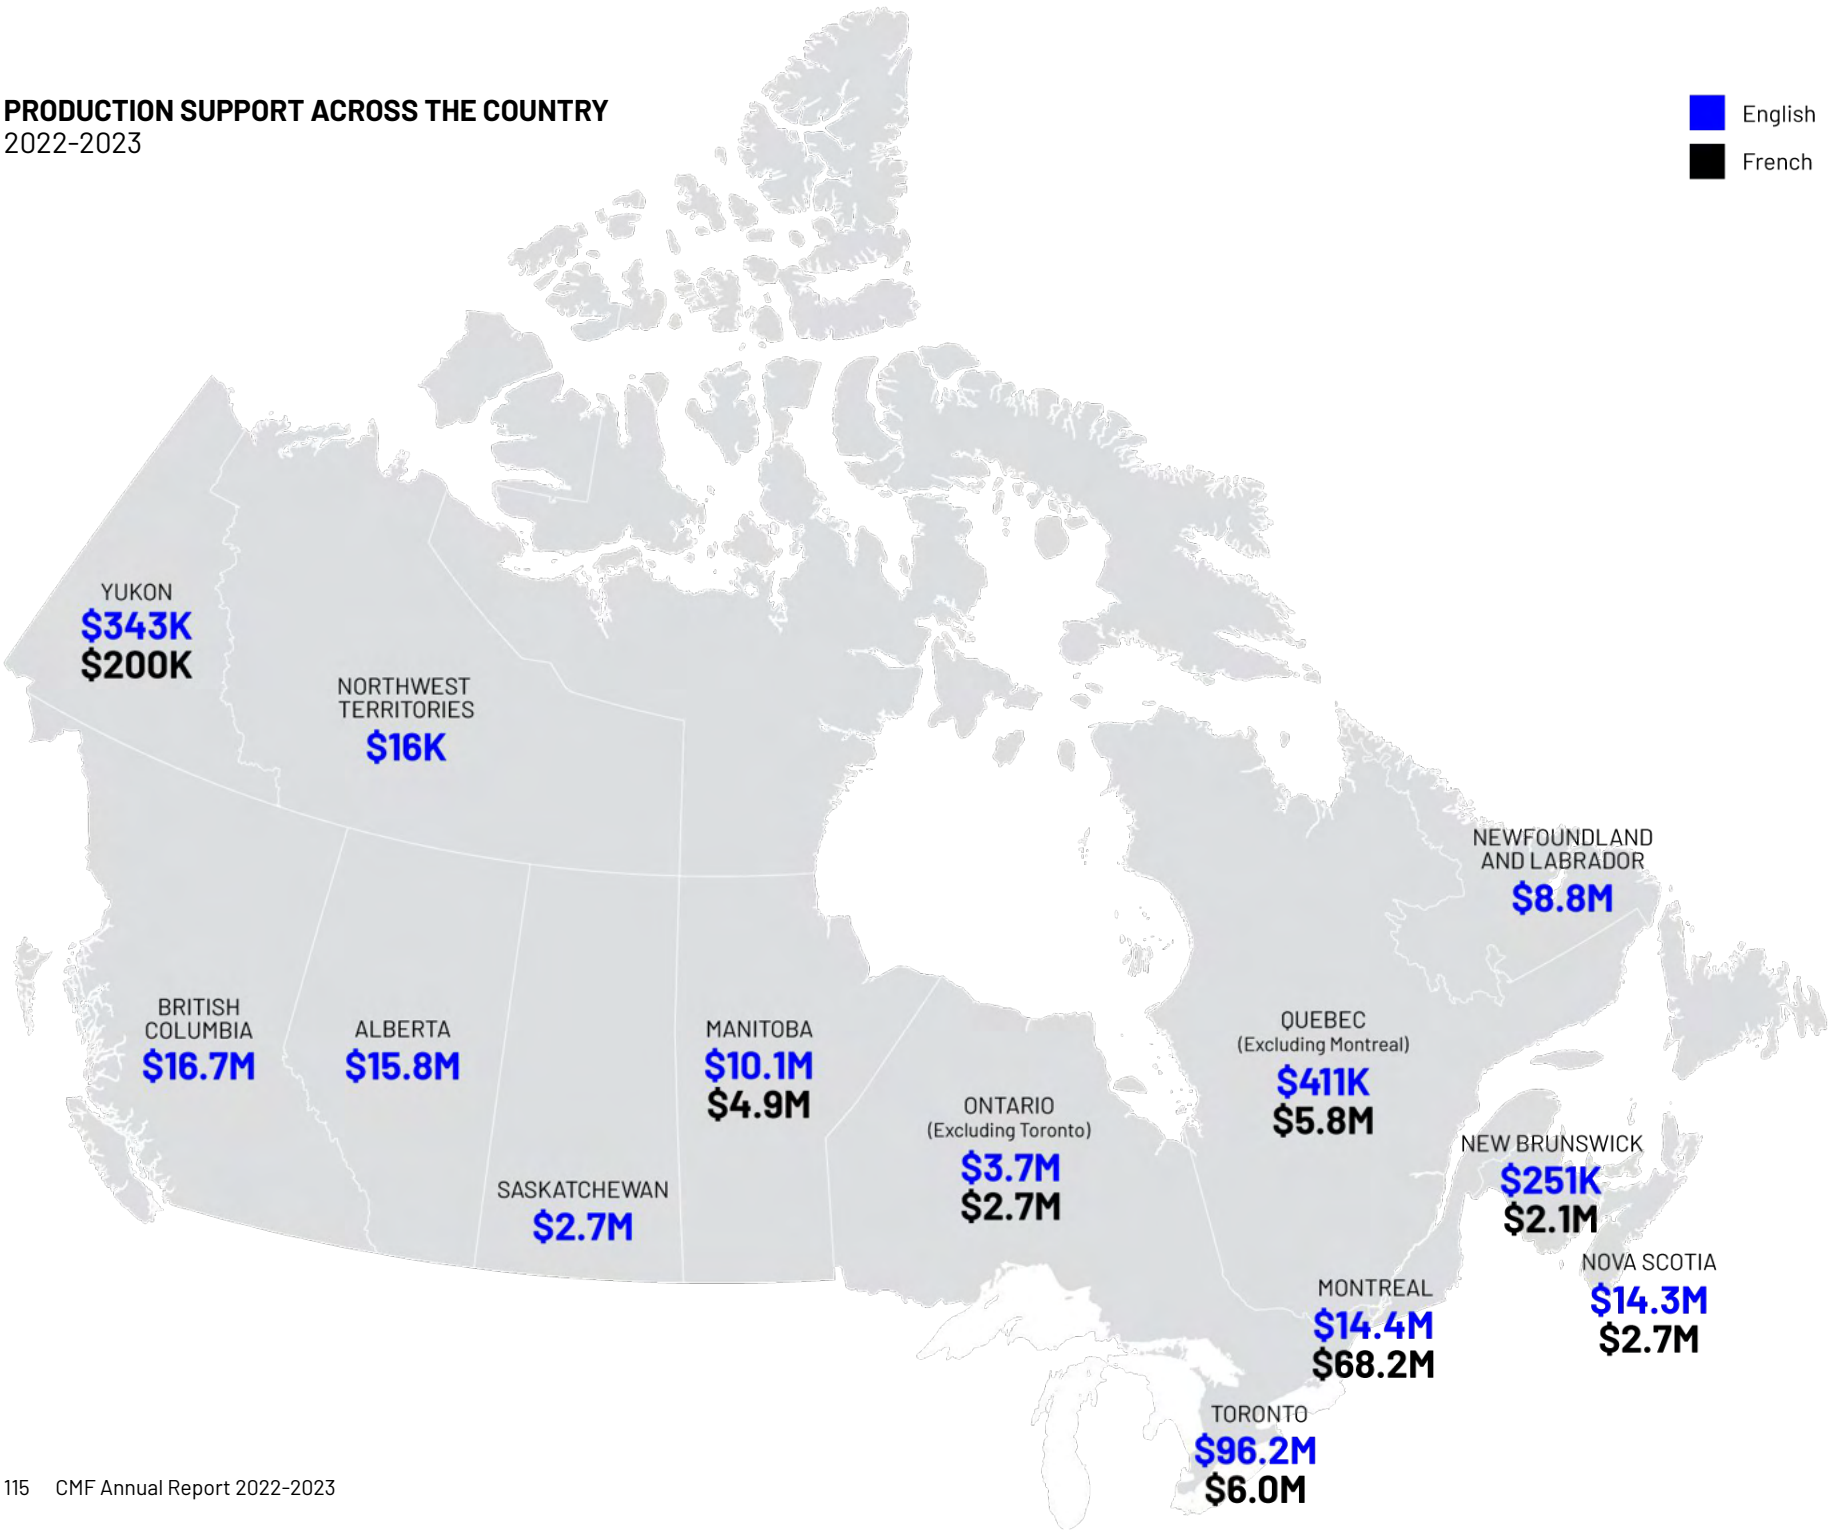 PRODUCTION SUPPORT ACROSS THE COUNTRY
2022-2023
English
French
YUKON
$343K
$200K
NORTHWEST
TERRITORIES
$16K
NEWFOUNDLAND
AND LABRADOR
$8.8M
BRITISH
COLUMBIA
$16.7M
ALBERTA
$15.8M
SASKATCHEWAN
$2.7M
MANITOBA
$10.1M
$4.9M
ONTARIO
(Excluding Toronto)
$3.7M
$2.7M
QUEBEC
(Excluding Montreal)
$411K
$5.8M
NEW BRUNSWICK
$251K
$2.1M
NOVA SCOTIA
$14.3M
$2.7M
MONTREAL
$14.4M
$68.2M
TORONTO
$96.2M
$6.0M
115 CMF Annual Report 2022-2023